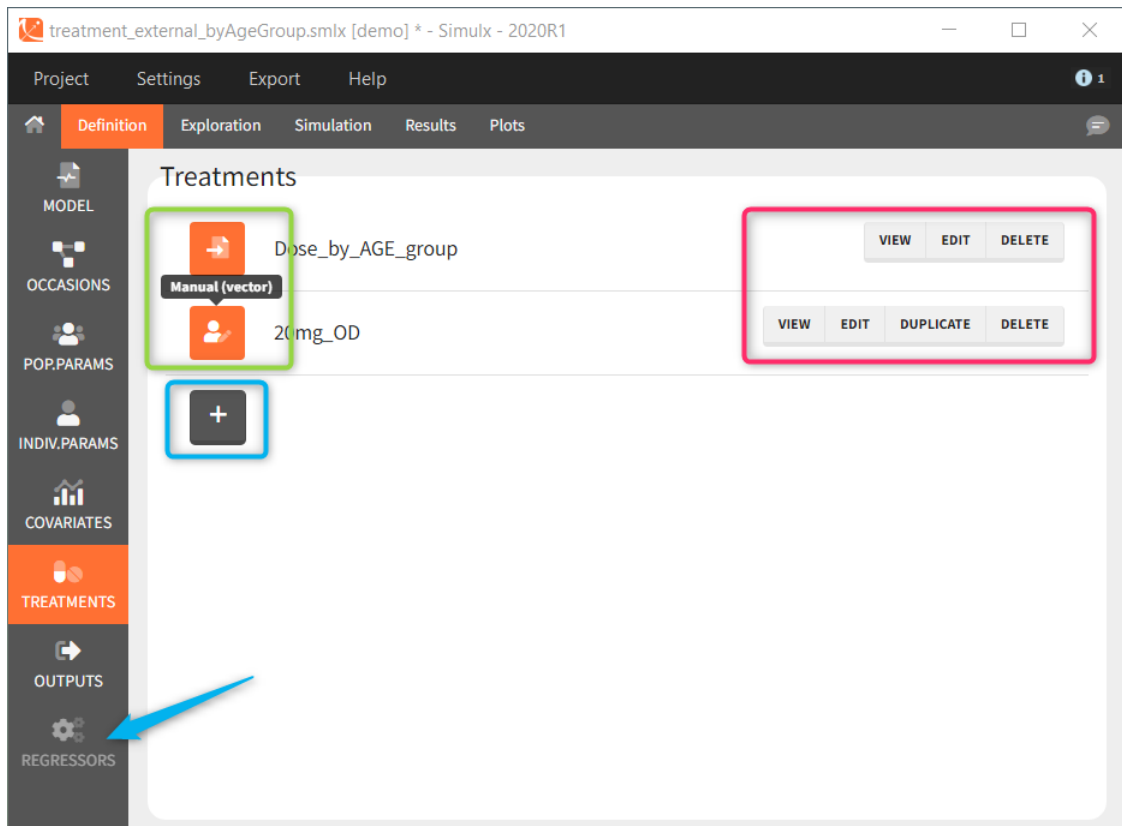 treatment_external_byAgeGroup.smlx [demo] * - Simulx - 2020R1
Project Settings Export Help 1
Definition Exploration Simulation Results Plots
MODEL
OCCASIONS
POP.PARAMS
INDIV.PARAMS
COVARIATES
TREATMENTS
OUTPUTS
REGRESSORS
Treatments
Dose_by_AGE_group VIEW EDIT DELETE
Manual (vector)
20mg_OD VIEW EDIT DUPLICATE DELETE
+